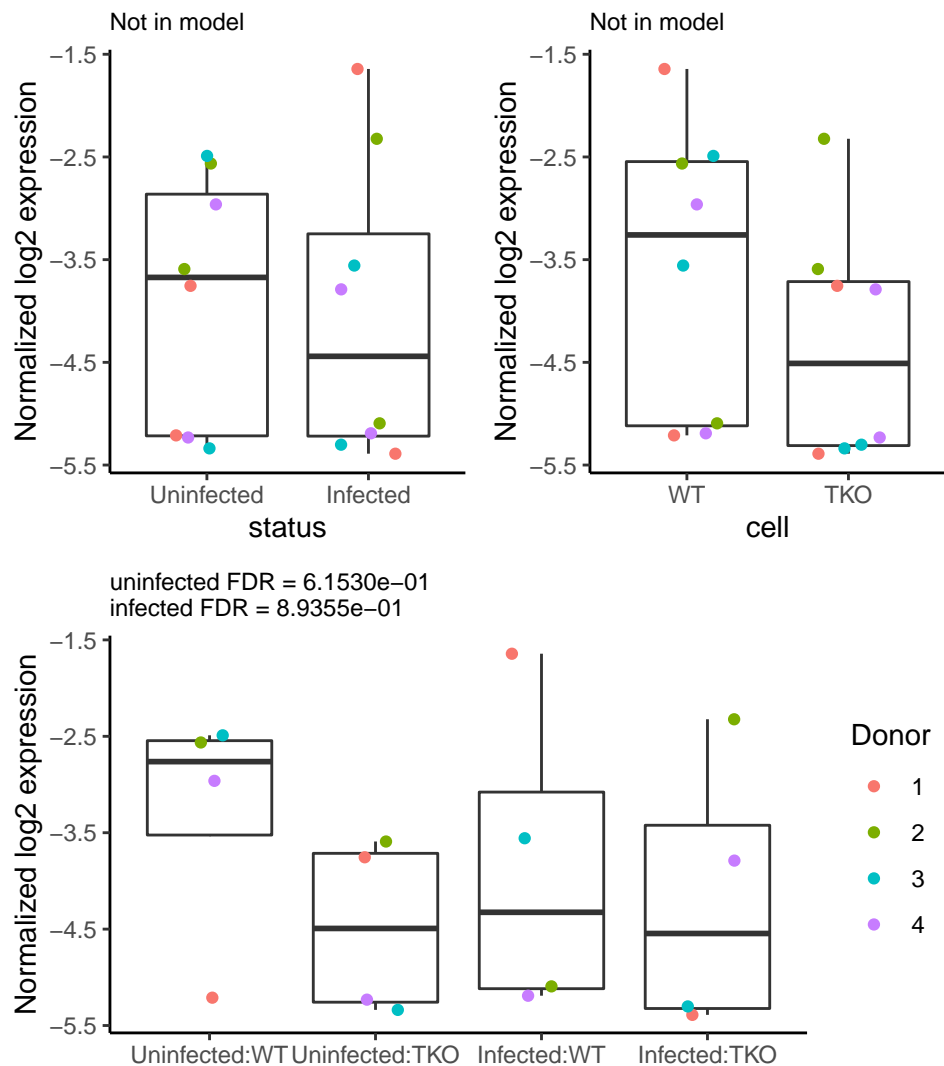 Not in model
Normalized log2 expression
−1.5
−2.5
−3.5
−4.5
−5.5
Uninfected
Infected
status
Not in model
Normalized log2 expression
−1.5
−2.5
−3.5
−4.5
−5.5
WT
TKO
cell
uninfected FDR = 6.1530e−01
infected FDR = 8.9355e−01
Normalized log2 expression
−1.5
−2.5
−3.5
−4.5
−5.5
Uninfected:WT
Uninfected:TKO
Infected:WT
Infected:TKO
Donor
1
2
3
4